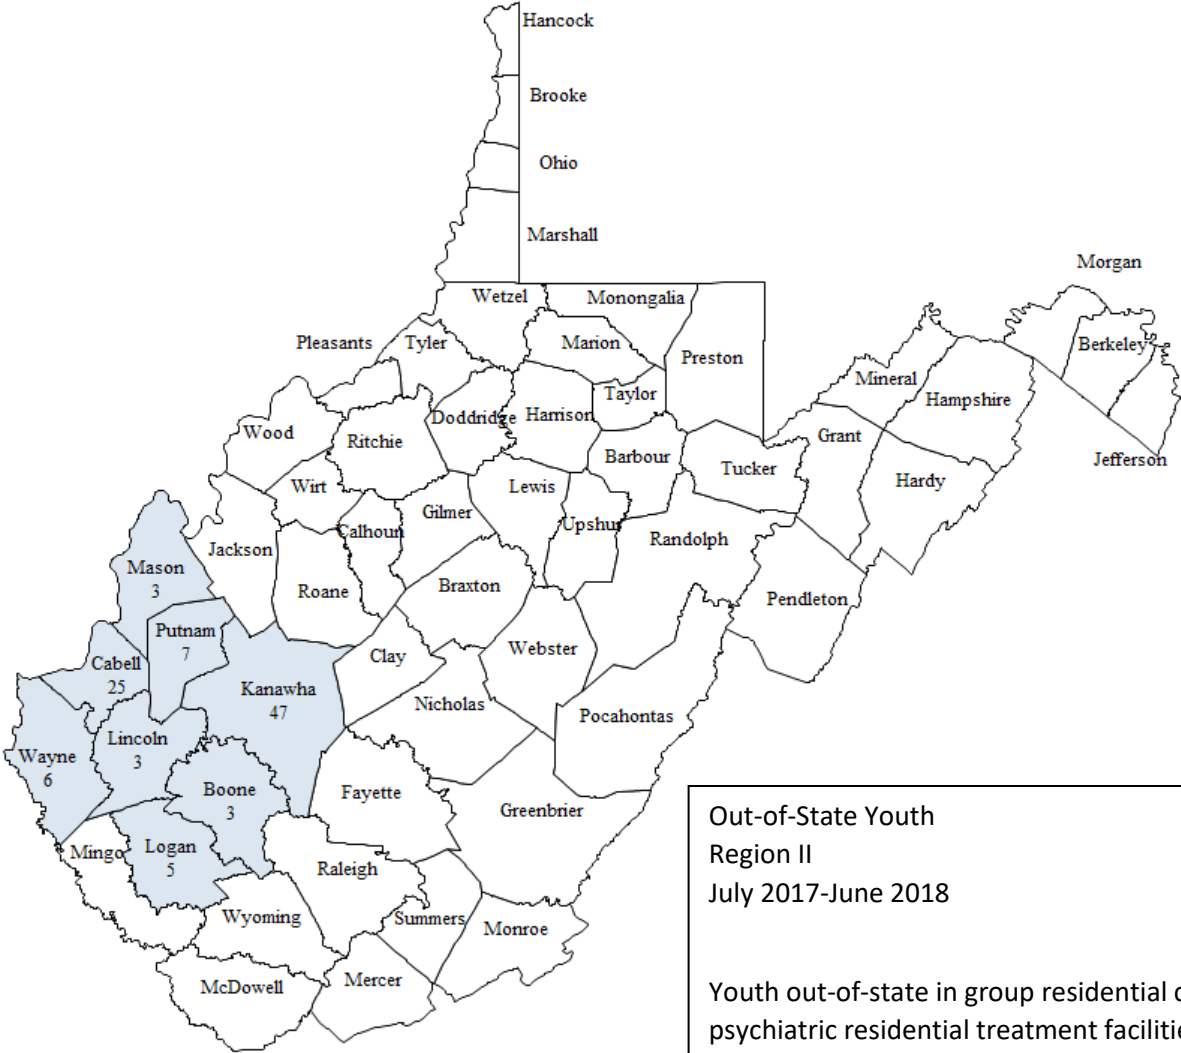 Hancock
Brooke
Ohio
Marshall
Morgan
Wetzel
Monongalia
Pleasants
Tyler
Marion
Preston
Berkeley
Mineral
Hampshire
Taylor
Doddridge
Harrison
Wood
Ritchie
Grant
Barbour
Tucker
Jefferson
Hardy
Wirt
Lewis
Gilmer
Calhoun
Upshur
Randolph
Jackson
Mason
3
Roane
Braxton
Pendleton
Putnam
7
Clay
Webster
Cabell
25
Kanawha
47
Nicholas
Pocahontas
Lincoln
3
Wayne
6
Boone
3
Fayette
Greenbrier
Mingo
Logan
5
Raleigh
Wyoming
Summers
Monroe
McDowell
Mercer
Out-of-State Youth
Region II
July 2017-June 2018
Youth out-of-state in group residential
psychiatric residential treatment